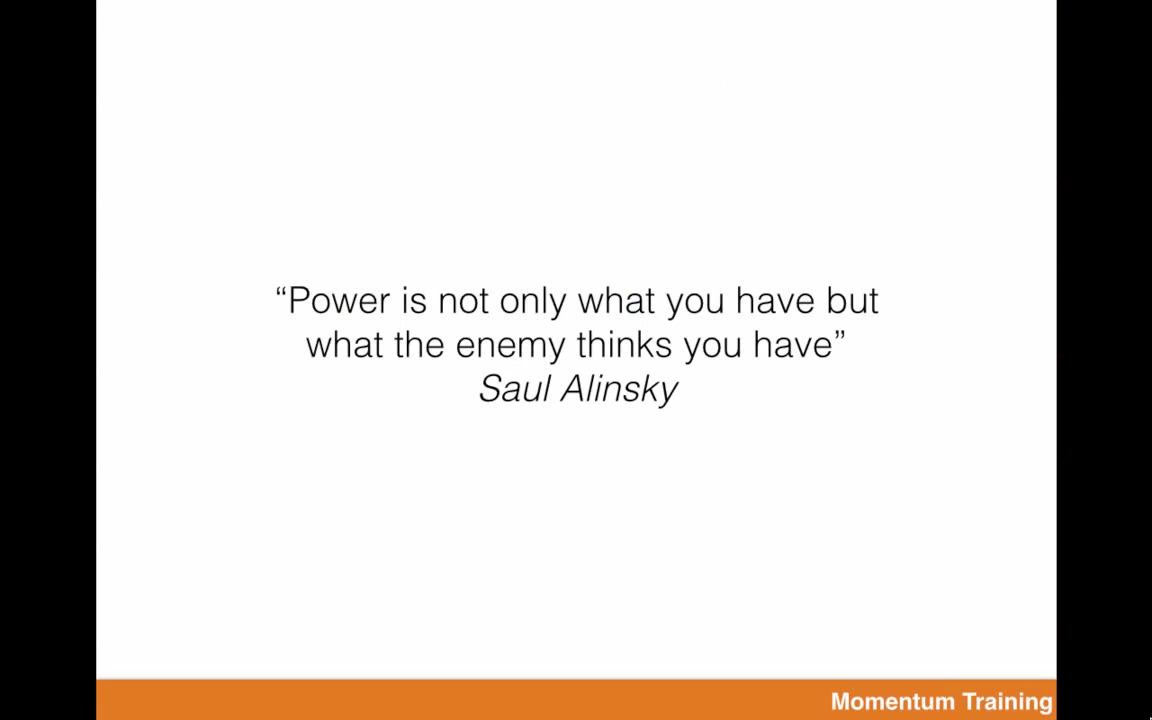 “Power is not only what you have but
what the enemy thinks you have”
Saul Alinsky
Momentum Training